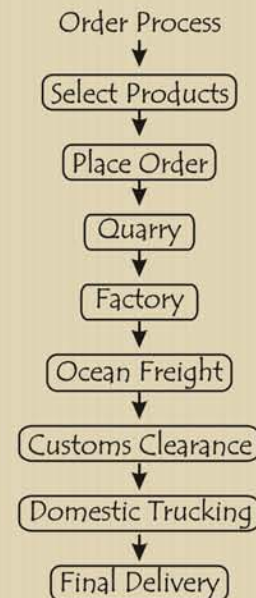 Order Process
Select Products
Place Order
Quarry
Factory
Ocean Freight
Customs Clearance
Domestic Trucking
Final Delivery